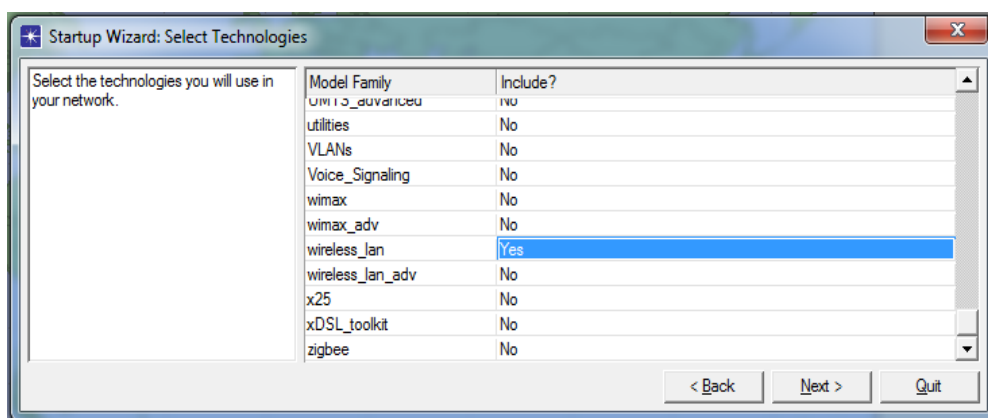 Startup Wizard: Select Technologies
x
Select the technologies you will use in
your network.
Model Family Include?
UMTS_advanced No
utilities No
VLANs No
Voice_Signaling No
wimax No
wimax_adv No
wireless_lan Yes
wireless_lan_adv No
x25 No
xDSL_toolkit No
zigbee No
< Back Next > Quit